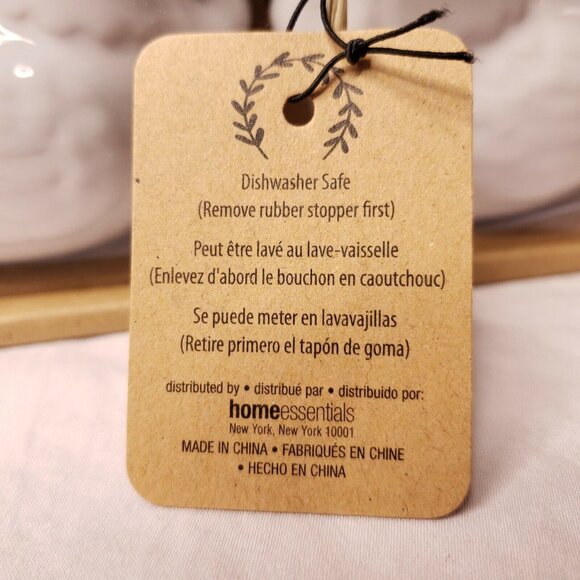 Dishwasher Safe
(Remove rubber stopper first)
Peut être lavé au lave-vaisselle
(Enlevez d'abord le bouchon en caoutchouc)
Se puede meter en lavavajillas
(Retire primero el tapón de goma)
distributed by • distribué par • distribuido por:
homeessentials
New York, New York 10001
MADE IN CHINA • FABRIQUÉS EN CHINE
• HECHO EN CHINA